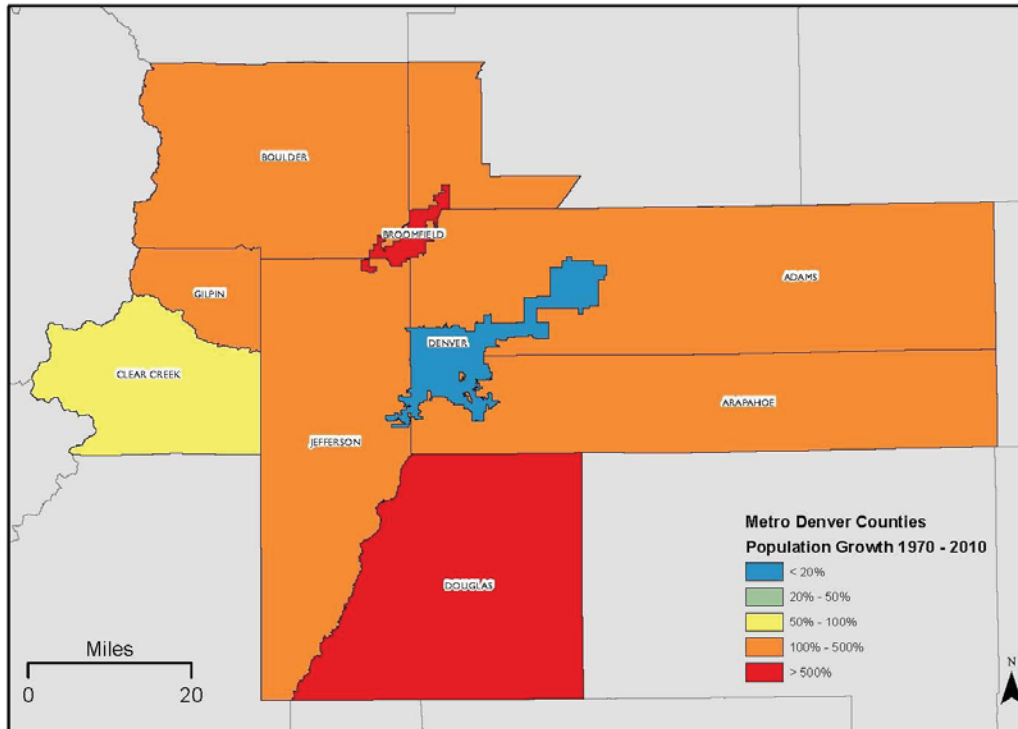 BOULDER
BROOMFIELD
GILPIN
ADAMS
DENVER
CLEAR CREEK
ARAPAHOE
JEFFERSON
DOUGLAS
Metro Denver Counties
Population Growth 1970 - 2010
< 20%
20% - 50%
50% - 100%
100% - 500%
> 500%
Miles
0 20
N